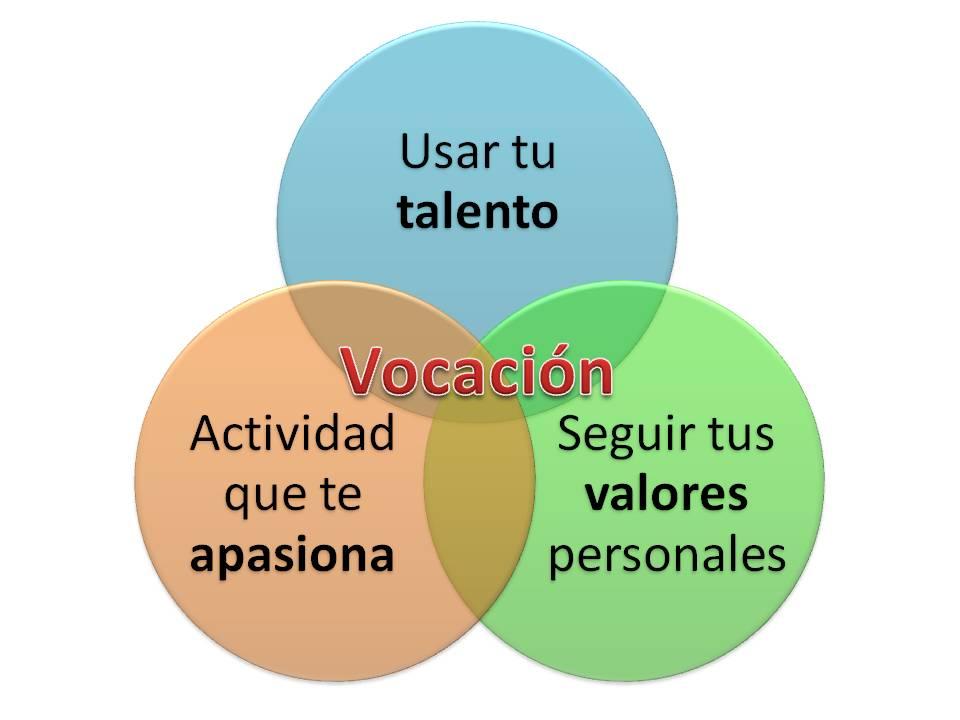 Usar tu
talento
Vocación
Actividad
que te
apasiona
Seguir tus
valores
personales